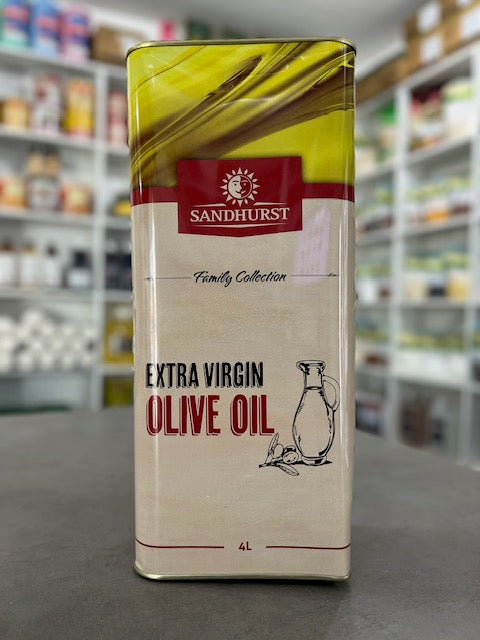 SANDHURST
Family Collection
EXTRA VIRGIN
OLIVE OIL
4L